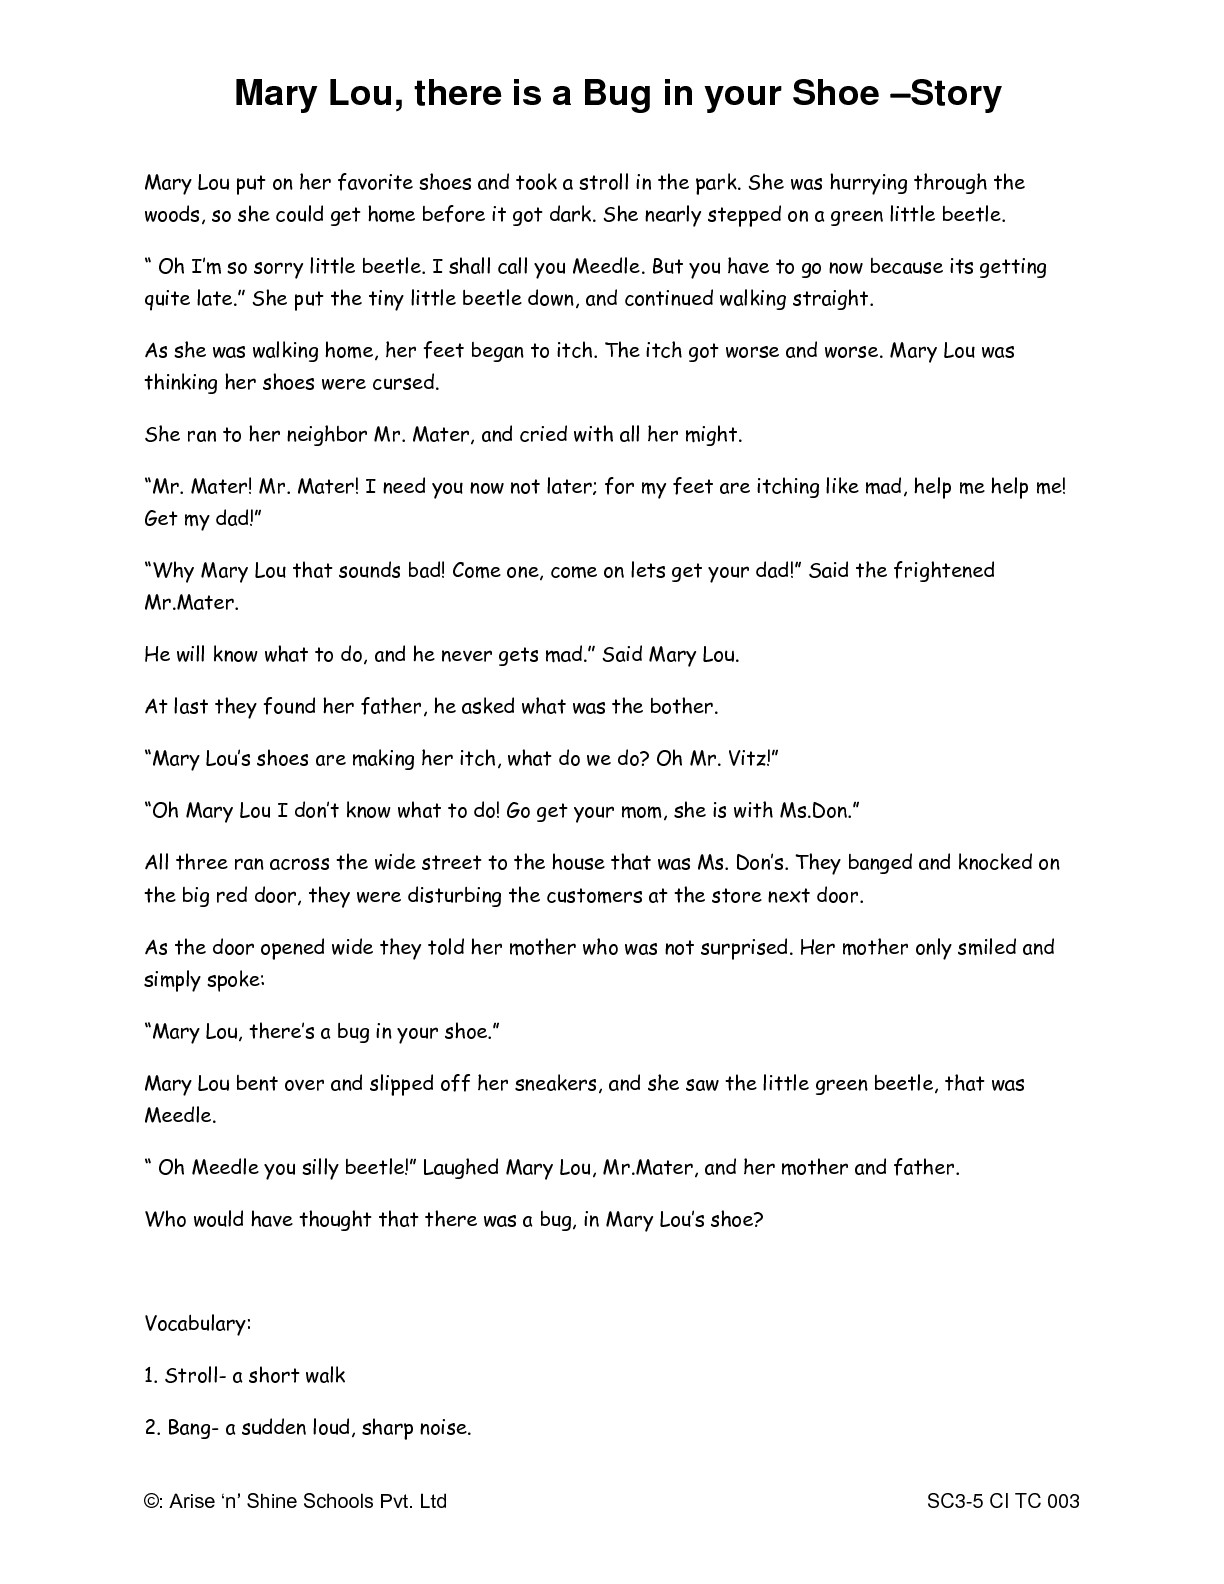 Mary Lou, there is a Bug in your Shoe –Story
Mary Lou put on her favorite shoes and took a stroll in the park. She was hurrying through the
woods, so she could get home before it got dark. She nearly stepped on a green little beetle.
“ Oh I’m so sorry little beetle. I shall call you Meedle. But you have to go now because its getting
quite late.” She put the tiny little beetle down, and continued walking straight.
As she was walking home, her feet began to itch. The itch got worse and worse. Mary Lou was
thinking her shoes were cursed.
She ran to her neighbor Mr. Mater, and cried with all her might.
“Mr. Mater! Mr. Mater! I need you now not later; for my feet are itching like mad, help me help me!
Get my dad!”
“Why Mary Lou that sounds bad! Come one, come on lets get your dad!” Said the frightened
Mr.Mater.
He will know what to do, and he never gets mad.” Said Mary Lou.
At last they found her father, he asked what was the bother.
“Mary Lou’s shoes are making her itch, what do we do? Oh Mr. Vitz!”
“Oh Mary Lou I don’t know what to do! Go get your mom, she is with Ms.Don.”
All three ran across the wide street to the house that was Ms. Don’s. They banged and knocked on
the big red door, they were disturbing the customers at the store next door.
As the door opened wide they told her mother who was not surprised. Her mother only smiled and
simply spoke:
“Mary Lou, there’s a bug in your shoe.”
Mary Lou bent over and slipped off her sneakers, and she saw the little green beetle, that was
Meedle.
“ Oh Meedle you silly beetle!” Laughed Mary Lou, Mr.Mater, and her mother and father.
Who would have thought that there was a bug, in Mary Lou’s shoe?
Vocabulary:
1. Stroll- a short walk
2. Bang- a sudden loud, sharp noise.
©: Arise ‘n’ Shine Schools Pvt. Ltd SC3-5 CI TC 003